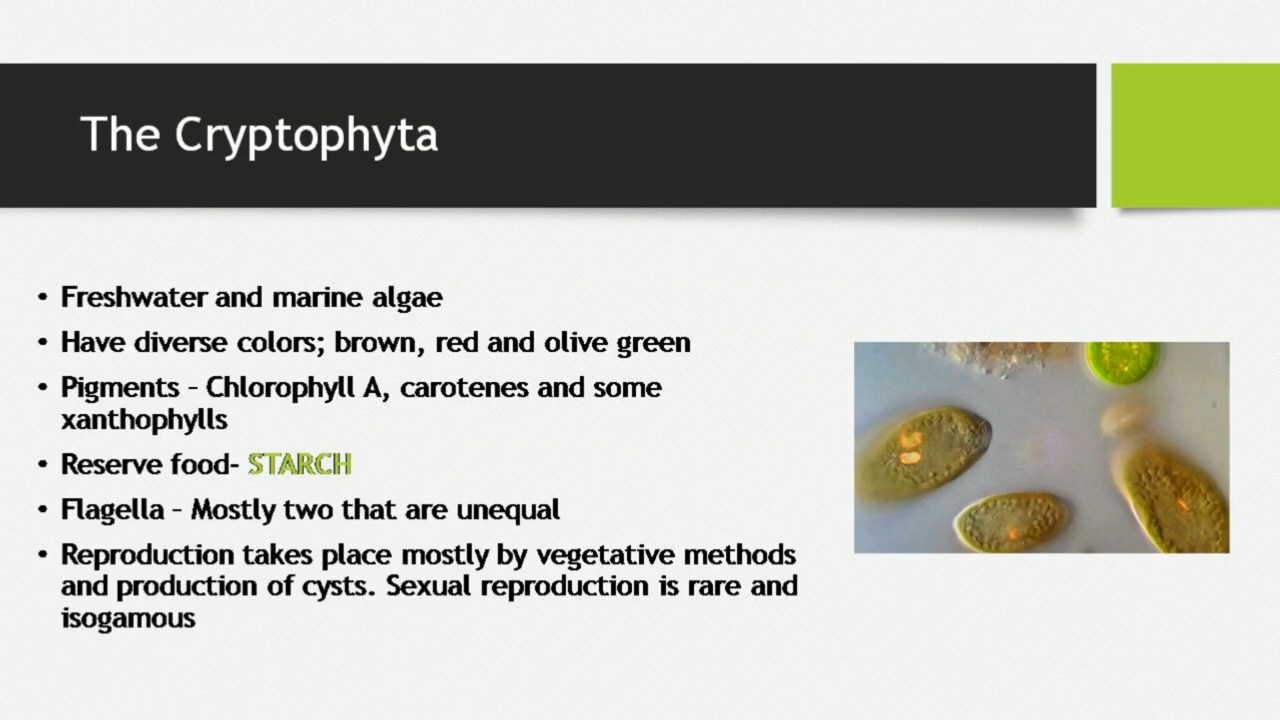 The Cryptophyta
• Freshwater and marine algae
• Have diverse colors; brown, red and olive green
• Pigments - Chlorophyll A, carotenes and some
xanthophylls
• Reserve food- STARCH
• Flagella - Mostly two that are unequal
• Reproduction takes place mostly by vegetative methods
and production of cysts. Sexual reproduction is rare and
isogamous